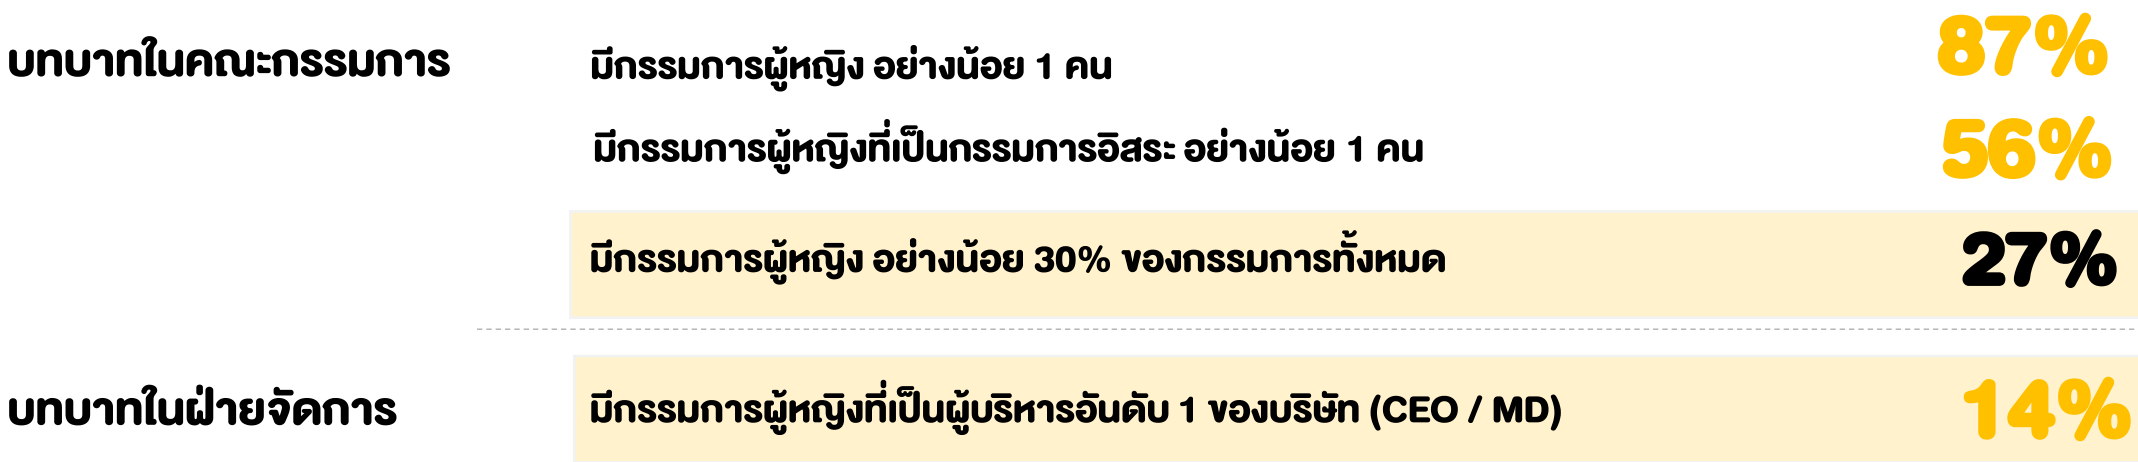 บทบาทในคณะกรรมการ มีกรรมการผู้หญิง อย่างน้อย 1 คน 87%
มีกรรมการผู้หญิงที่เป็นกรรมการอิสระ อย่างน้อย 1 คน 56%
มีกรรมการผู้หญิง อย่างน้อย 30% ของกรรมการทั้งหมด 27%
บทบาทในฝ่ายจัดการ มีกรรมการผู้หญิงที่เป็นผู้บริหารอันดับ 1 ของบริษัท (CEO / MD) 14%